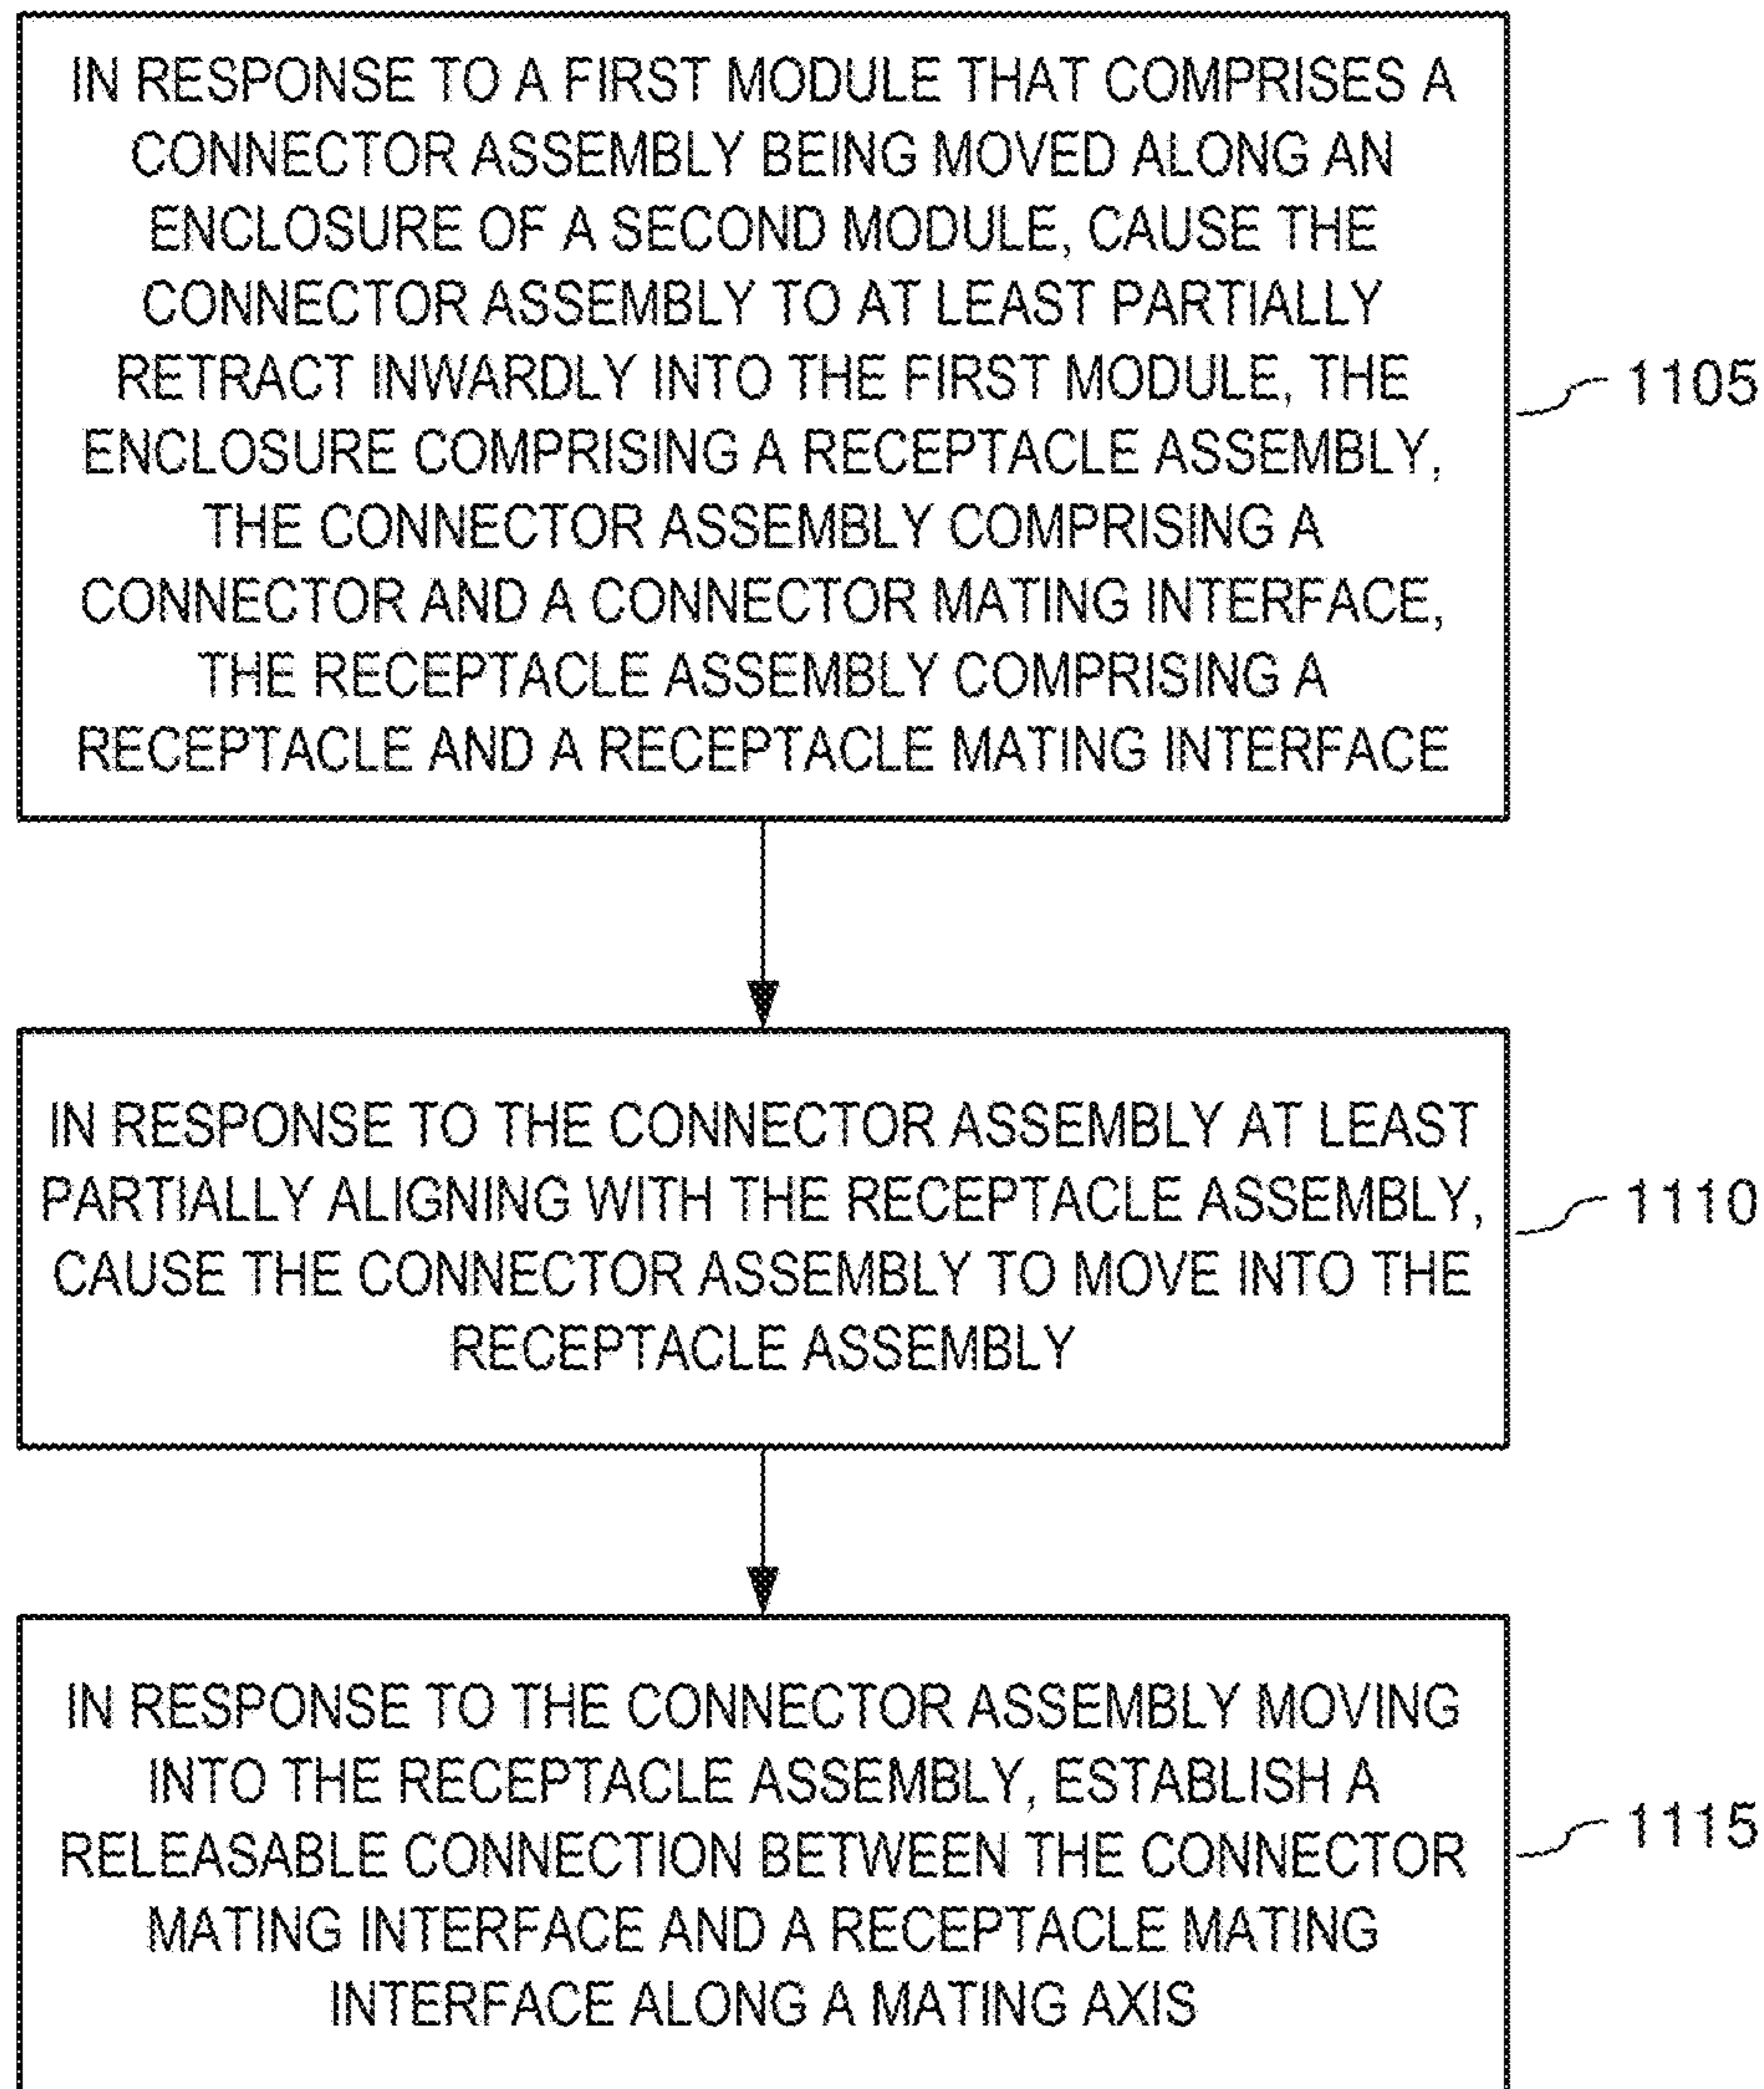 IN RESPONSE TO A FIRST MODULE THAT COMPRISES A
CONNECTOR ASSEMBLY BEING MOVED ALONG AN
ENCLOSURE OF A SECOND MODULE, CAUSE THE
CONNECTOR ASSEMBLY TO AT LEAST PARTIALLY
RETRACT INWARDLY INTO THE FIRST MODULE, THE
ENCLOSURE COMPRISING A RECEPTACLE ASSEMBLY,
THE CONNECTOR ASSEMBLY COMPRISING A
CONNECTOR AND A CONNECTOR MATING INTERFACE,
THE RECEPTACLE ASSEMBLY COMPRISING A
RECEPTACLE AND A RECEPTACLE MATING INTERFACE
1105
IN RESPONSE TO THE CONNECTOR ASSEMBLY AT LEAST
PARTIALLY ALIGNING WITH THE RECEPTACLE ASSEMBLY,
CAUSE THE CONNECTOR ASSEMBLY TO MOVE INTO THE
RECEPTACLE ASSEMBLY
1110
IN RESPONSE TO THE CONNECTOR ASSEMBLY MOVING
INTO THE RECEPTACLE ASSEMBLY, ESTABLISH A
RELEASABLE CONNECTION BETWEEN THE CONNECTOR
MATING INTERFACE AND A RECEPTACLE MATING
INTERFACE ALONG A MATING AXIS
1115